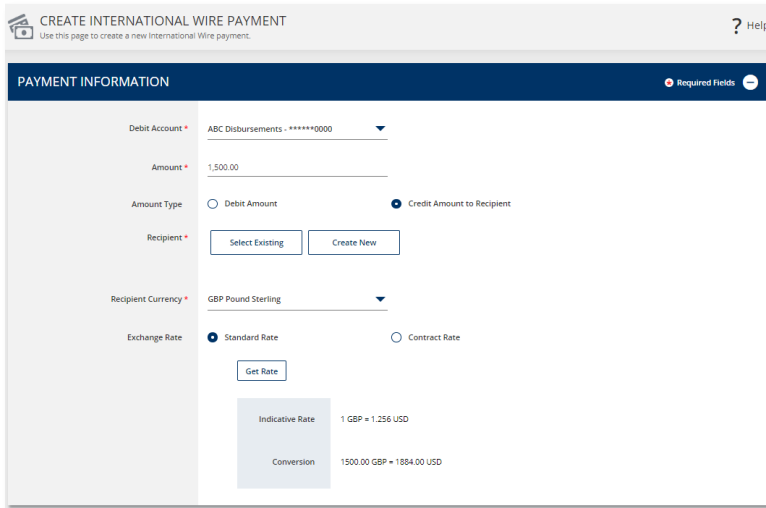 CREATE INTERNATIONAL WIRE PAYMENT
Use this page to create a new International Wire payment.
? Help
PAYMENT INFORMATION
Required Fields
Debit Account * ABC Disbursements - ******0000
Amount * 1,500.00
Amount Type Debit Amount Credit Amount to Recipient
Recipient * Select Existing Create New
Recipient Currency * GBP Pound Sterling
Exchange Rate Standard Rate Contract Rate
Get Rate
Indicative Rate 1 GBP = 1.256 USD
Conversion 1500.00 GBP = 1884.00 USD